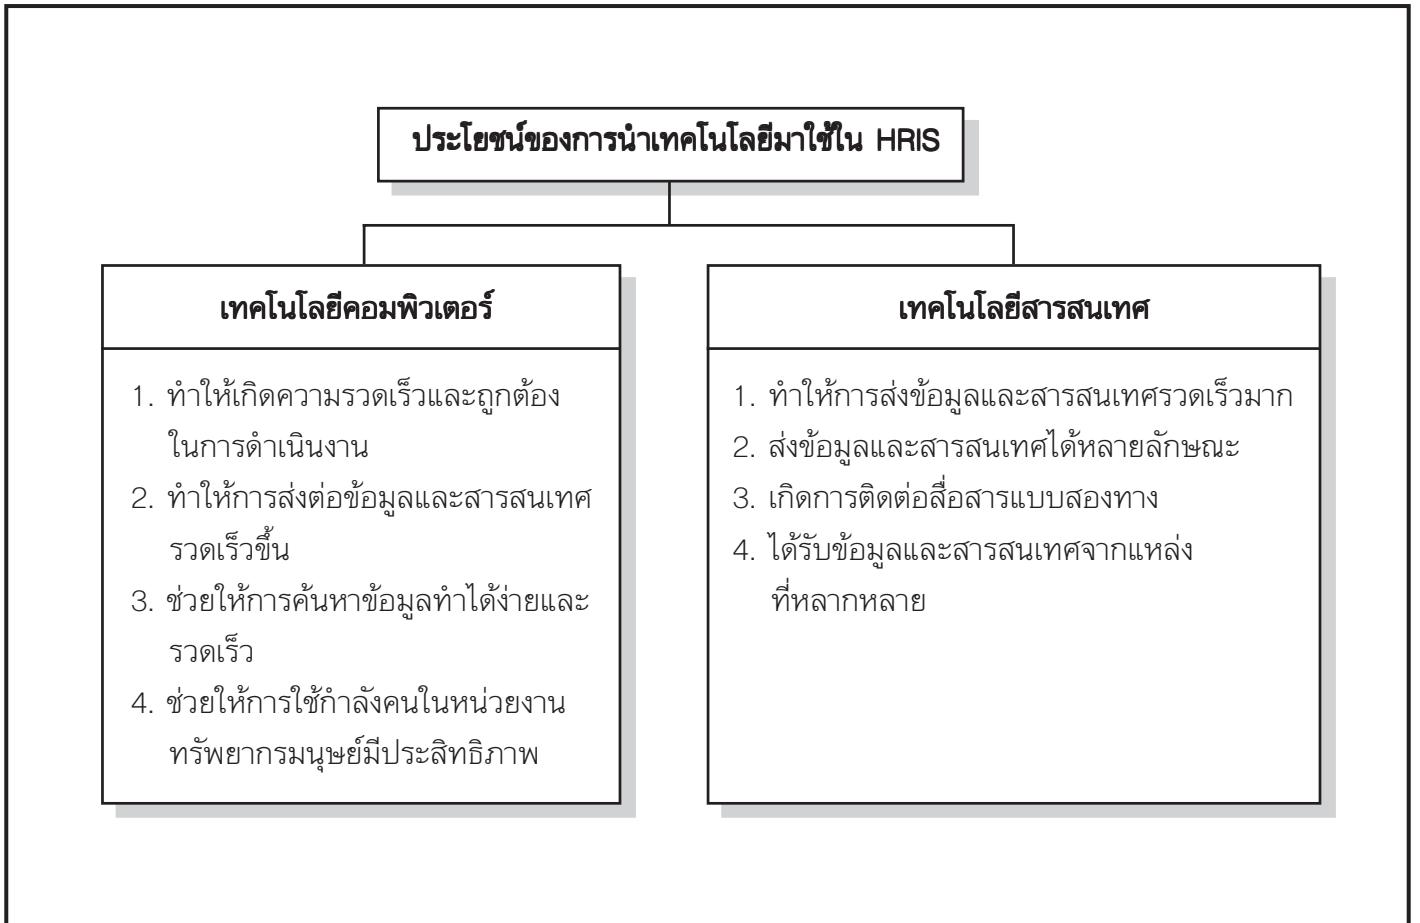 ประโยชน์ของการนำเทคโนโลยีมาใช้ใน HRIS
เทคโนโลยีคอมพิวเตอร์
1. ทำให้เกิดความรวดเร็วและถูกต้อง
ในการดำเนินงาน
2. ทำให้การส่งต่อข้อมูลและสารสนเทศ
รวดเร็วขึ้น
3. ช่วยให้การค้นหาข้อมูลทำได้ง่ายและ
รวดเร็ว
4. ช่วยให้การใช้กำลังคนในหน่วยงาน
ทรัพยากรมนุษย์มีประสิทธิภาพ
เทคโนโลยีสารสนเทศ
1. ทำให้การส่งข้อมูลและสารสนเทศรวดเร็วมาก
2. ส่งข้อมูลและสารสนเทศได้หลายลักษณะ
3. เกิดการติดต่อสื่อสารแบบสองทาง
4. ได้รับข้อมูลและสารสนเทศจากแหล่ง
ที่หลากหลาย